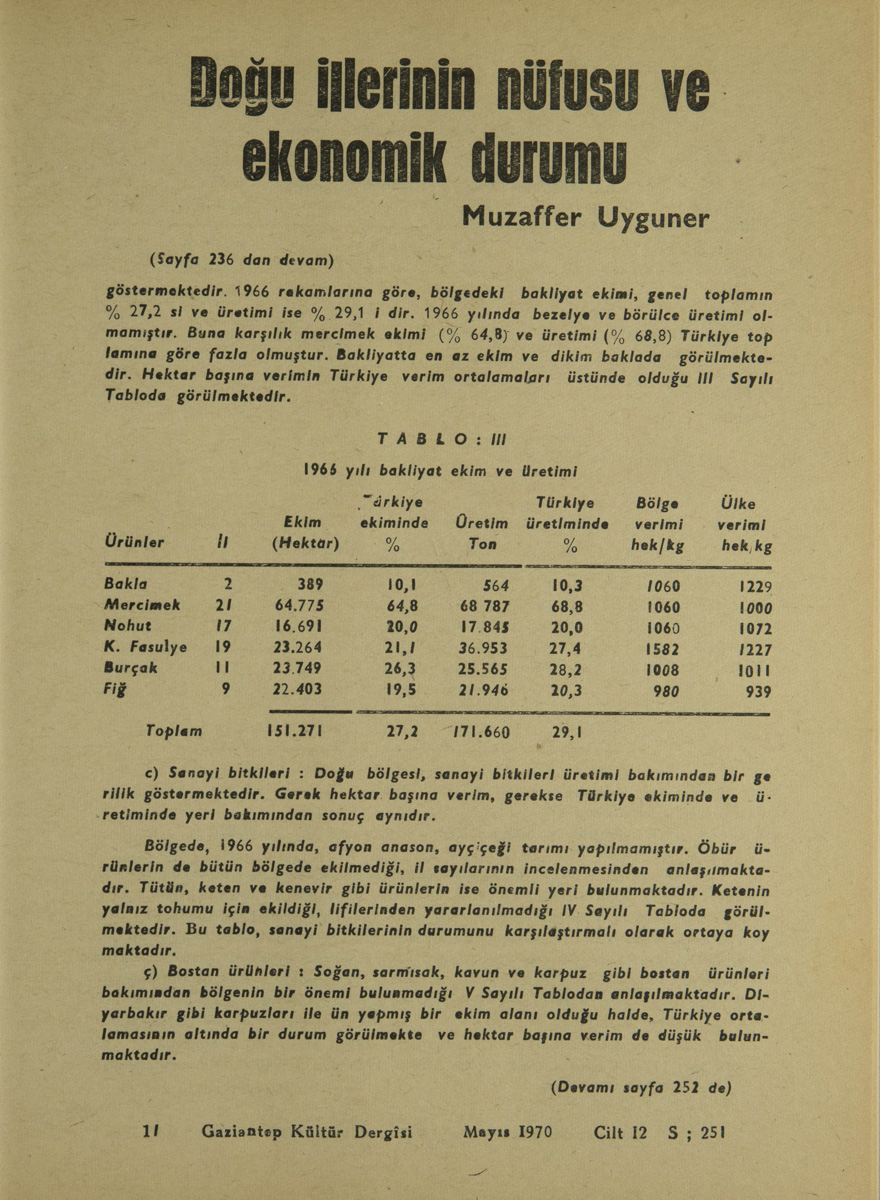 Doğu illerinin nüfusu ve
ekonomik durumu
Muzaffer Uyguner
(Sayfa 236 dan devam)
göstermektedir. 1966 rakamlarına göre, bölgedeki bakliyat ekimi, genel toplamın
% 27,2 si ve üretimi ise % 29,1 i dir. 1966 yılında bezelye ve börülce üretimi ol-
mamıştır. Buna karşılık mercimek ekimi (% 64,8) ve üretimi (% 68,8) Türkiye top
lamına göre fazla olmuştur. Bakliyatta en az ekim ve dikim baklada görülmekte-
dir. Hektar başına verimin Türkiye verim ortalamaları üstünde olduğu III Sayılı
Tabloda görülmektedir.
TABLO: III
1966 yılı bakliyat ekim ve üretimi
Türkiye Türkiye Bölge Ülke
Ekim ekiminde Üretim üretiminde verimi verimi
Ürünler İl (Hektar) % Ton % hek/kg hek/kg
Bakla 2 389 10,1 564 10,3 1060 1229
Mercimek 21 64.775 64,8 68 787 68,8 1060 1000
Nohut 17 16.691 20,0 17.845 20,0 1060 1072
K. Fasulye 19 23.264 21,1 36.953 27,4 1582 1227
Burçak 11 23.749 26,3 25.565 28,2 1008 1011
Fiğ 9 22.403 19,5 21.946 20,3 980 939
Toplam 151.271 27,2 171.660 29,1
c) Sanayi bitkileri : Doğu bölgesi, sanayi bitkileri üretimi bakımından bir ge
rilik göstermektedir. Gerek hektar başına verim, gerekse Türkiye ekiminde ve ü-
retiminde yeri bakımından sonuç aynıdır.
Bölgede, 1966 yılında, afyon anason, ayçiçeği tarımı yapılmamıştır. Öbür ü-
rünlerin de bütün bölgede ekilmediği, il sayılarının incelenmesinden anlaşılmakta-
dır. Tütün, keten ve kenevir gibi ürünlerin ise önemli yeri bulunmaktadır. Ketenin
yalnız tohumu için ekildiği, liflerinden yararlanılmadığı IV Sayılı Tabloda görül-
mektedir. Bu tablo, sanayi bitkilerinin durumunu karşılaştırmalı olarak ortaya koy
maktadır.
ç) Bostan ürünleri : Soğan, sarmısak, kavun ve karpuz gibi bostan ürünleri
bakımından bölgenin bir önemi bulunmadığı V Sayılı Tablodan anlaşılmaktadır. Di-
yarbakır gibi karpuzları ile ün yapmış bir ekim alanı olduğu halde, Türkiye orta-
lamasının altında bir durum görülmekte ve hektar başına verim de düşük bulun-
maktadır.
(Devamı sayfa 252 de)
11 Gaziantep Kültür Dergisi Mayıs 1970 Cilt 12 S ; 251